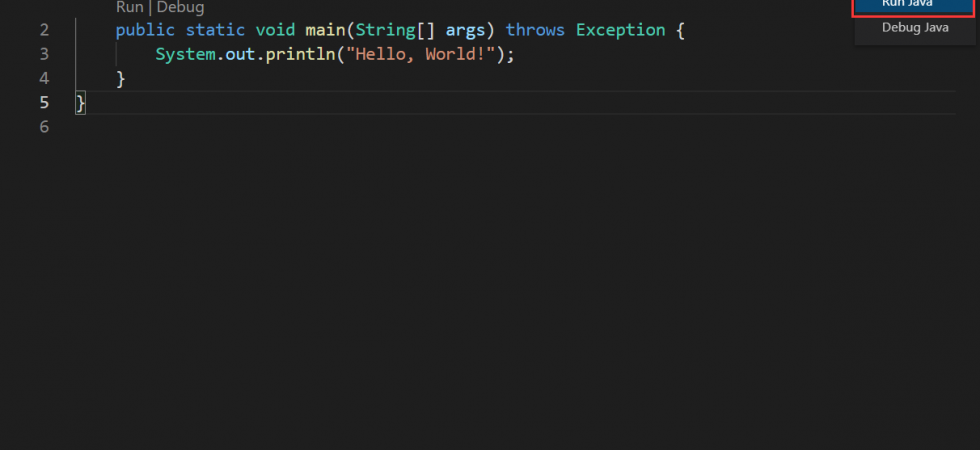 Run Java
Run | Debug
Debug Java
2 public static void main(String[] args) throws Exception {
3 System.out.println("Hello, World!");
4 }
5 }
6